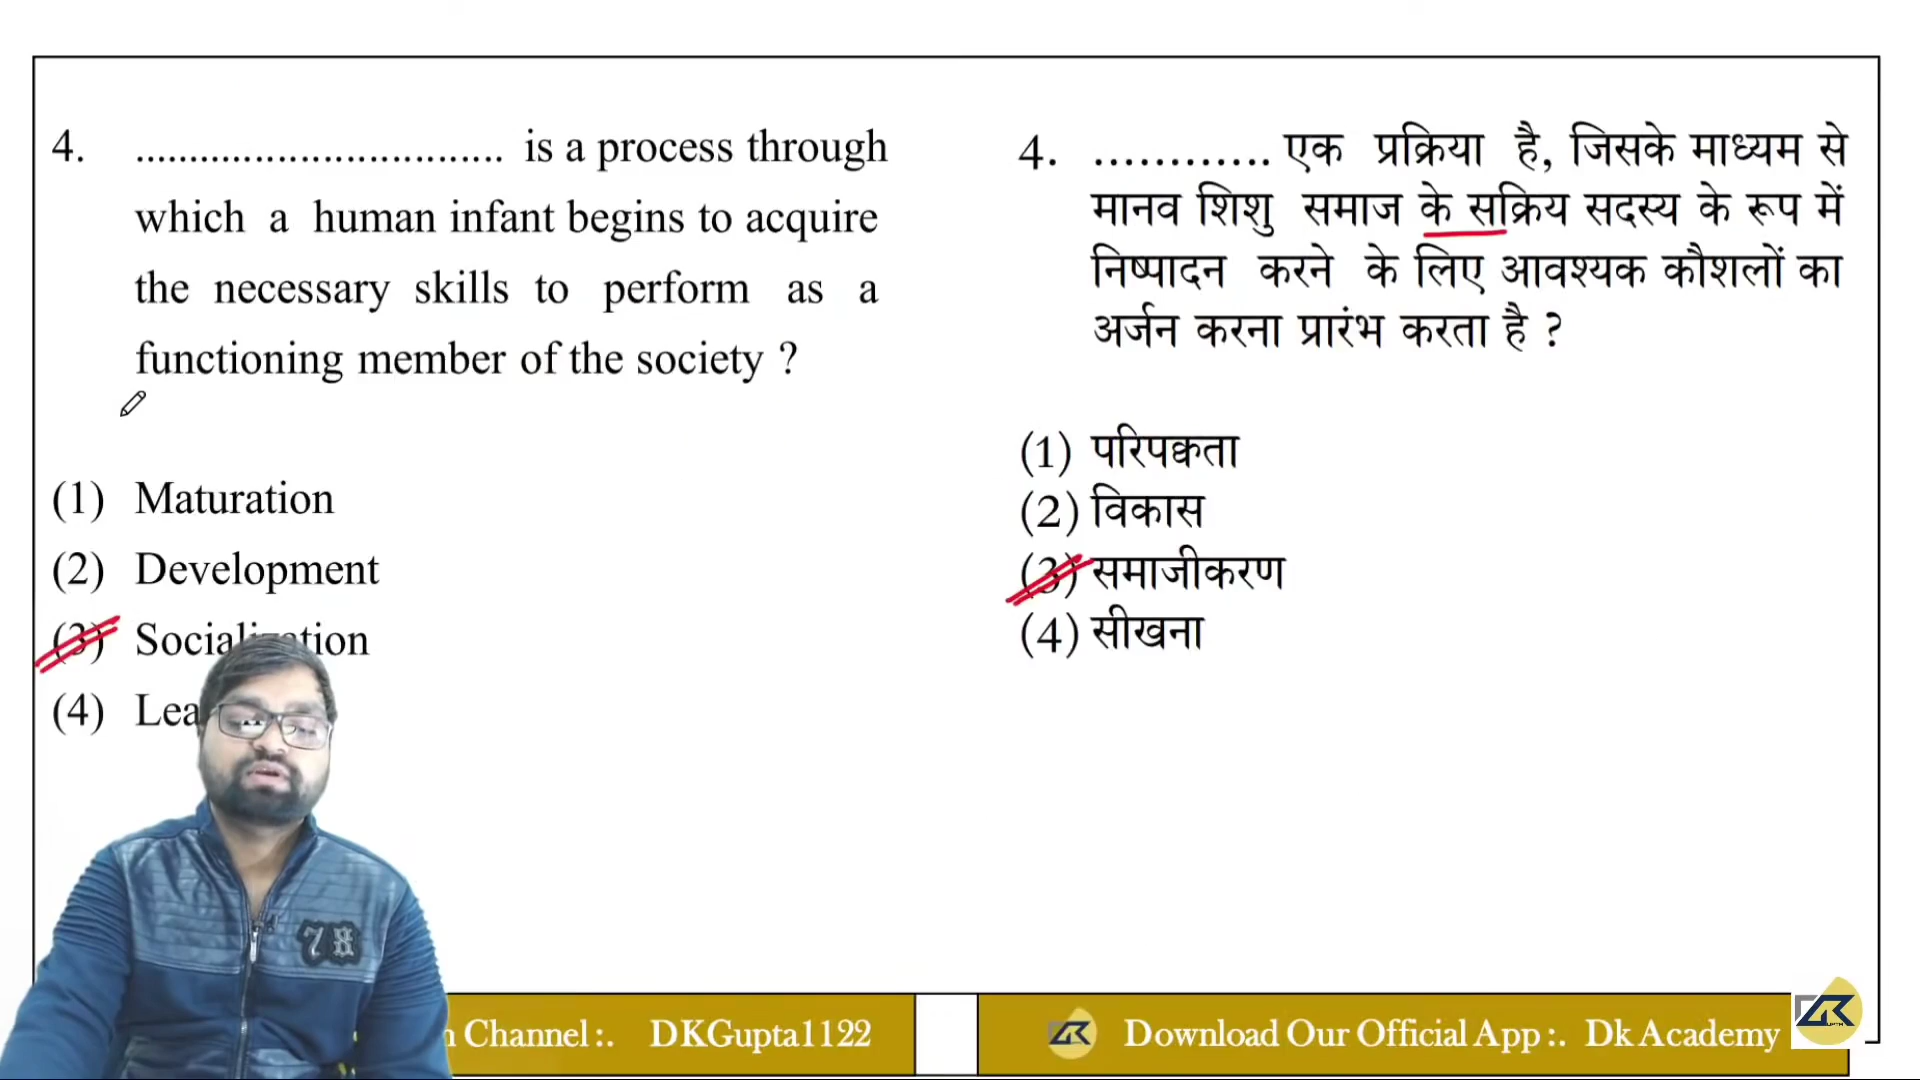 4. ................................. is a process through
which a human infant begins to acquire
the necessary skills to perform as a
functioning member of the society ?
(1) Maturation
(2) Development
(3) Socialization
(4)
4. ............. एक प्रक्रिया है, जिसके माध्यम से
मानव शिशु समाज के सक्रिय सदस्य के रूप में
निष्पादन करने के लिए आवश्यक कौशलों का
अर्जन करना प्रारंभ करता है ?
(1) परिपक्वता
(2) विकास
(3) समाजीकरण
(4) सीखना
78
Channel :. DKGupta1122
Download Our Official App :. Dk Academy